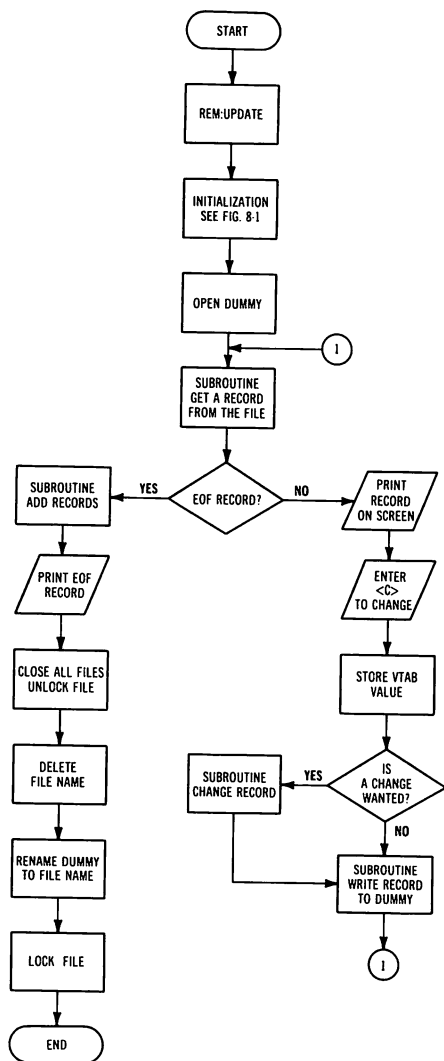 START
REM:UPDATE
INITIALIZATION
SEE FIG. 8-1
OPEN DUMMY
1
SUBROUTINE
GET A RECORD
FROM THE FILE
EOF RECORD?
YES
NO
SUBROUTINE
ADD RECORDS
PRINT EOF
RECORD
CLOSE ALL FILES
UNLOCK FILE
DELETE
FILE NAME
RENAME DUMMY
TO FILE NAME
LOCK FILE
END
PRINT
RECORD
ON SCREEN
ENTER
<C>
TO CHANGE
STORE VTAB
VALUE
IS
A CHANGE
WANTED?
YES
NO
SUBROUTINE
CHANGE RECORD
SUBROUTINE
WRITE RECORD
TO DUMMY
1